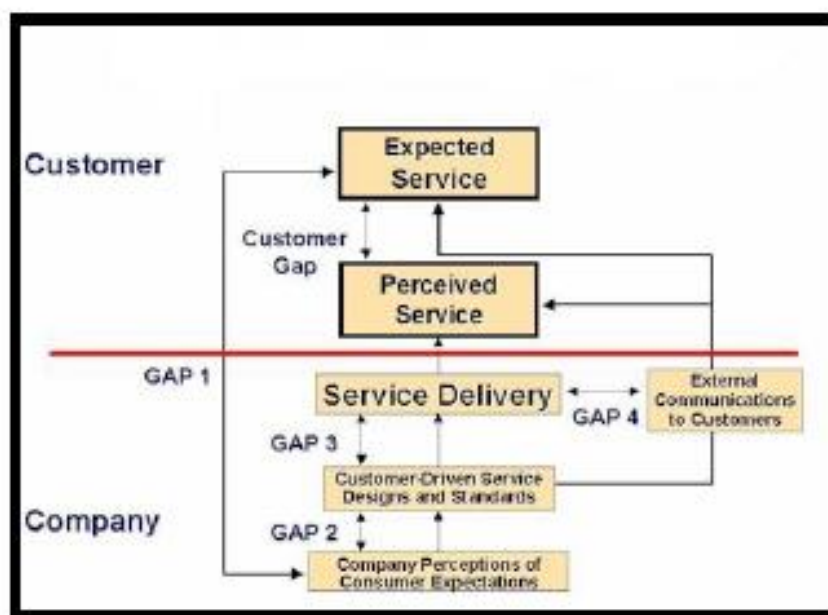 Customer
Expected
Service
Customer
Gap
Perceived
Service
GAP 1
Service Delivery
GAP 4
External
Communications
to Customers
GAP 3
Customer-Driven Service
Designs and Standards
Company
GAP 2
Company Perceptions of
Consumer Expectations